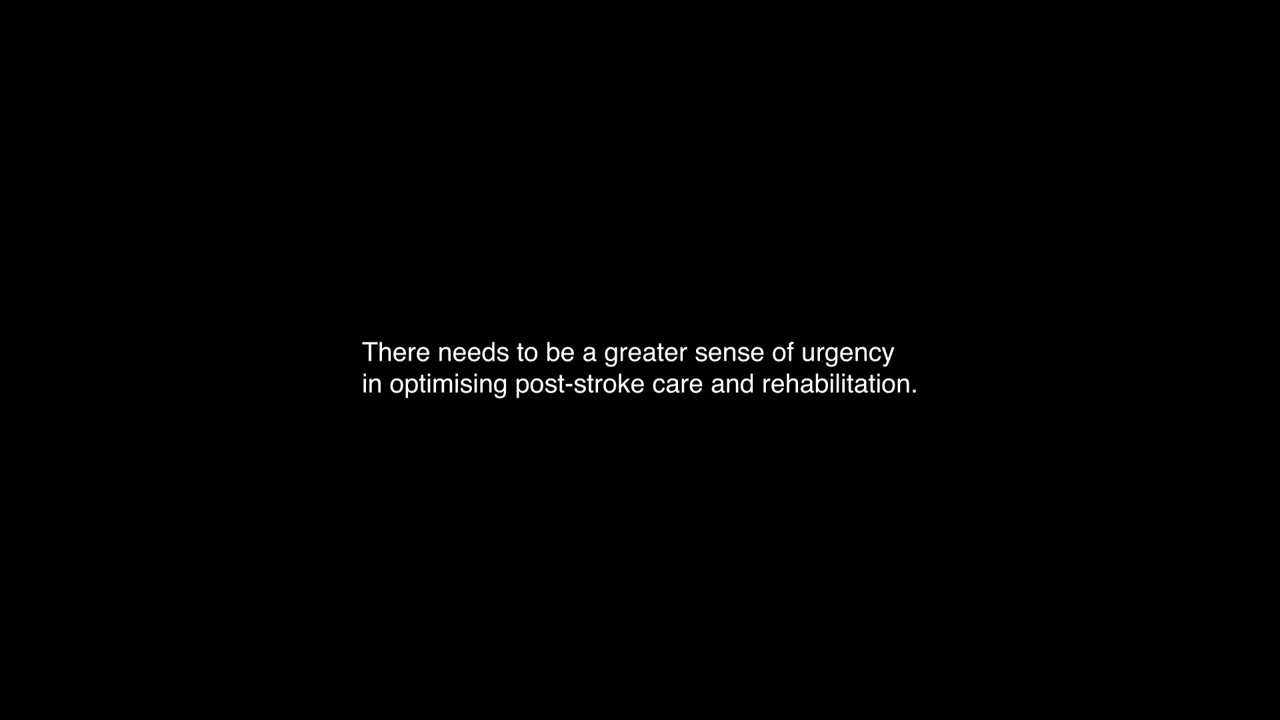 There needs to be a greater sense of urgency
in optimising post-stroke care and rehabilitation.